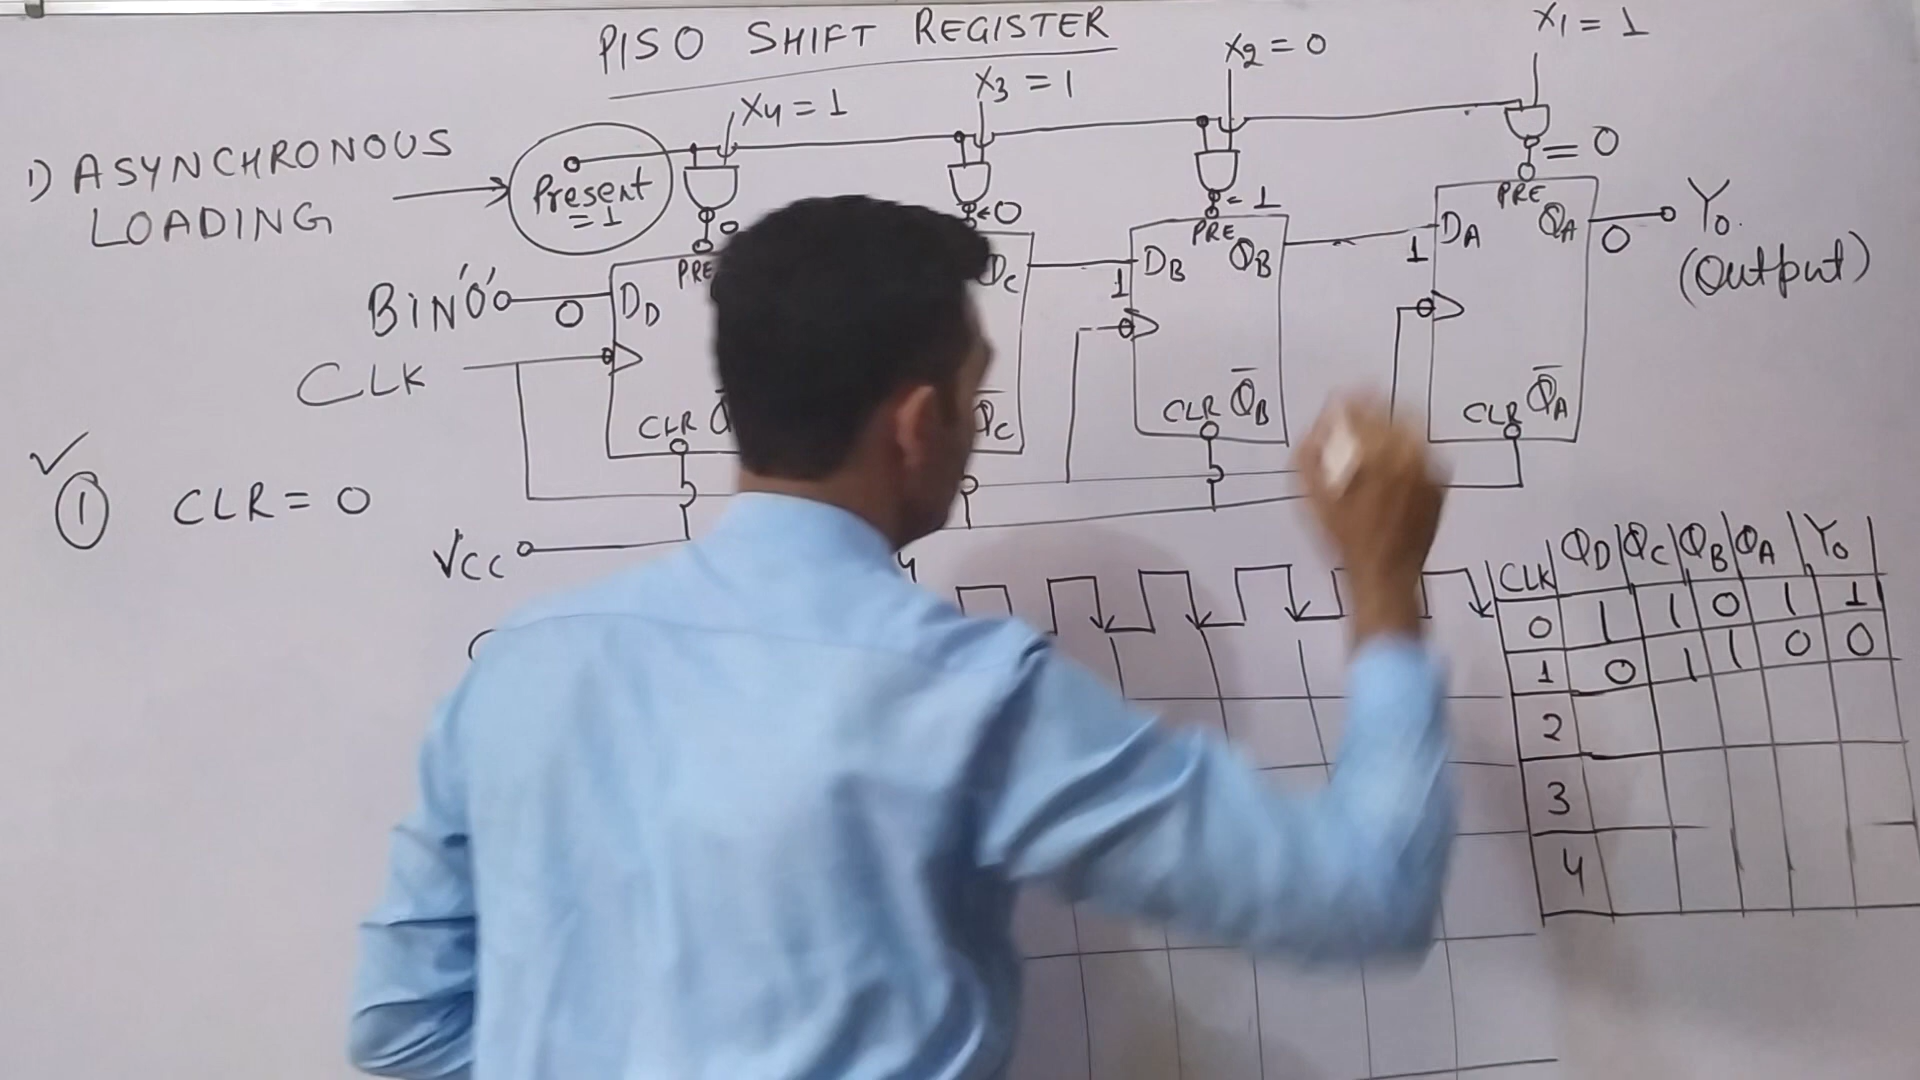 PISO SHIFT REGISTER
X4 = 1
X3 = 1
X2 = 0
X1 = 1
1) ASYNCHRONOUS
LOADING
Present
= 1
0
= 0
= 1
= 0
PRE
PRE
PRE
BIN "0"
0
DD
DC
1
DB
QB
1
DA
QA
0
Y0.
(Output)
CLK
CLR
Q̅C
CLR
Q̅B
CLR
Q̅A
1 CLR = 0
VCC
4
CLK QD QC QB QA Y0
0 1 1 0 1 1
1 0 1 1 0 0
2
3
4